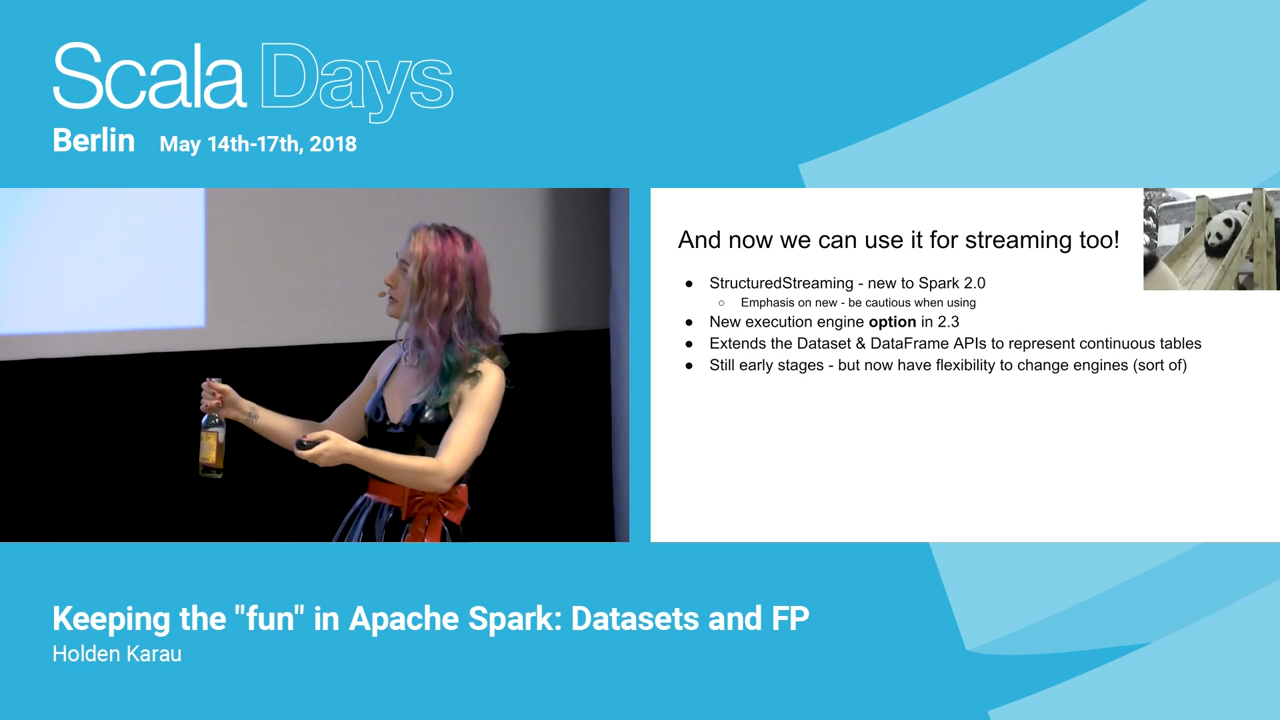 Scala Days
Berlin May 14th-17th, 2018
And now we can use it for streaming too!
● StructuredStreaming - new to Spark 2.0
○ Emphasis on new - be cautious when using
● New execution engine option in 2.3
● Extends the Dataset & DataFrame APIs to represent continuous tables
● Still early stages - but now have flexibility to change engines (sort of)
Keeping the "fun" in Apache Spark: Datasets and FP
Holden Karau